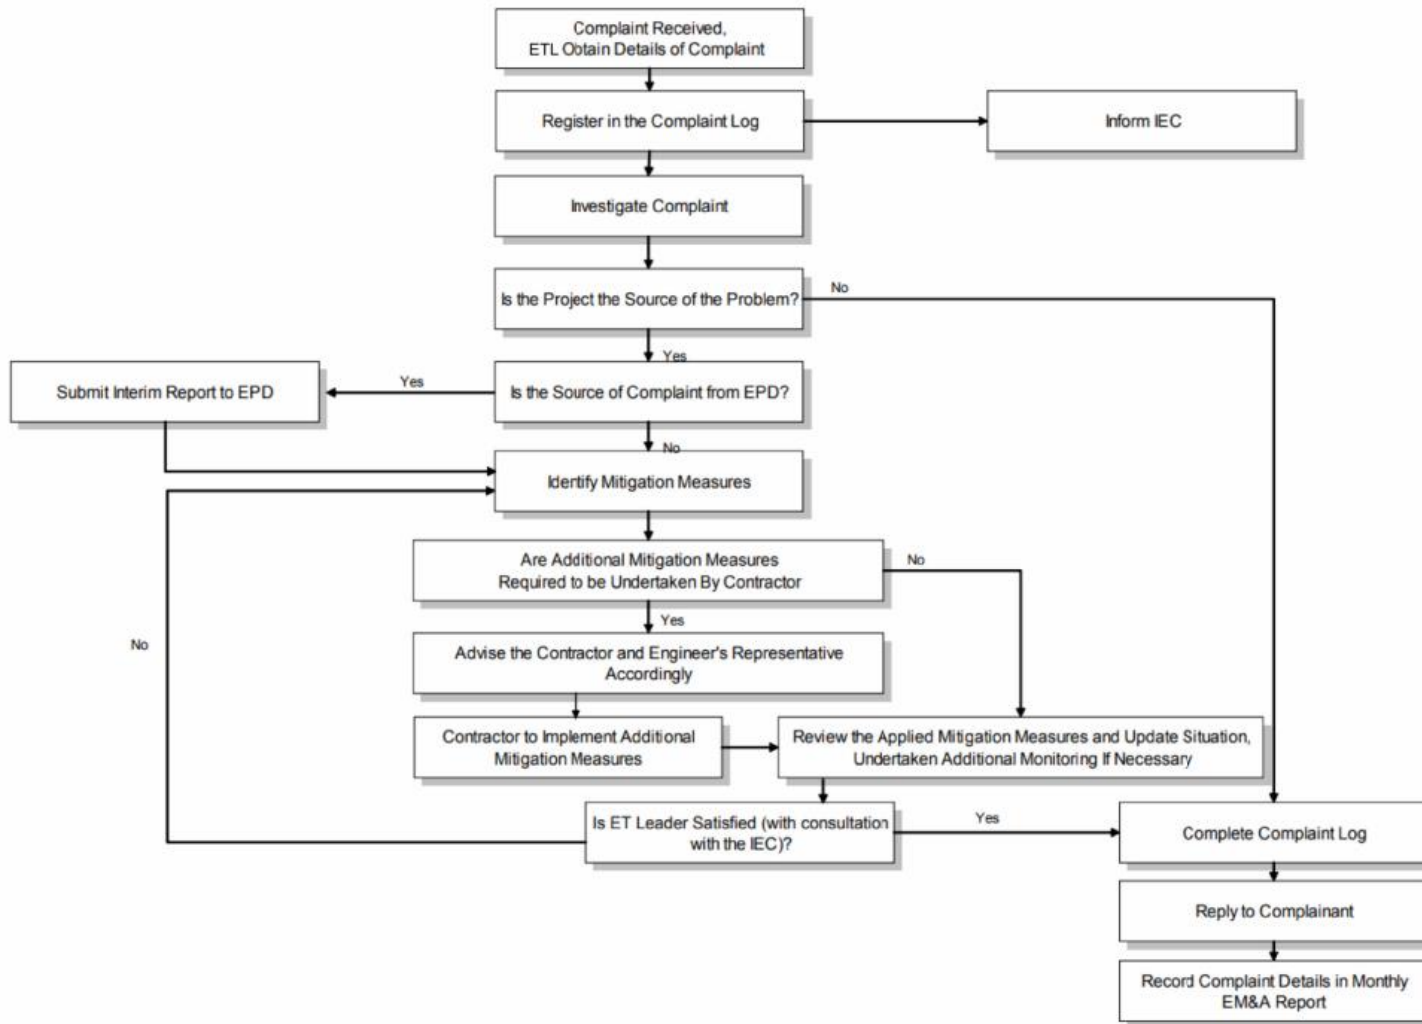 Complaint Received,
ETL Obtain Details of Complaint
Register in the Complaint Log
Inform IEC
Investigate Complaint
Is the Project the Source of the Problem?
No
Yes
Submit Interim Report to EPD
Yes
Is the Source of Complaint from EPD?
No
Identify Mitigation Measures
Are Additional Mitigation Measures
Required to be Undertaken By Contractor
No
Yes
No
Advise the Contractor and Engineer's Representative
Accordingly
Contractor to Implement Additional
Mitigation Measures
Review the Applied Mitigation Measures and Update Situation,
Undertaken Additional Monitoring If Necessary
Is ET Leader Satisfied (with consultation
with the IEC)?
Yes
Complete Complaint Log
Reply to Complainant
Record Complaint Details in Monthly
EM&A Report